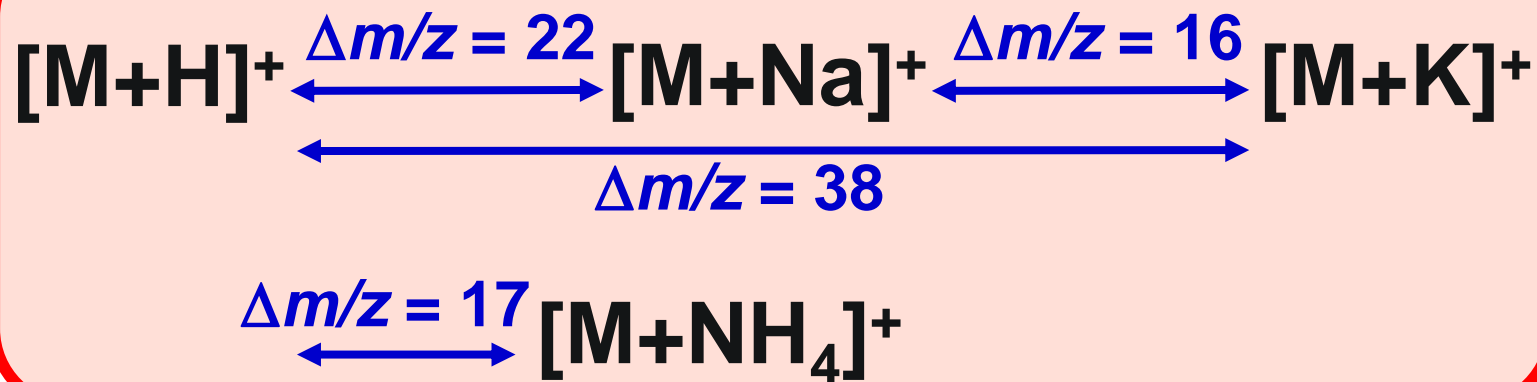 Δm/z = 22 Δm/z = 16
[M+H]⁺ [M+Na]⁺ [M+K]⁺
Δm/z = 38
Δm/z = 17 [M+NH₄]⁺